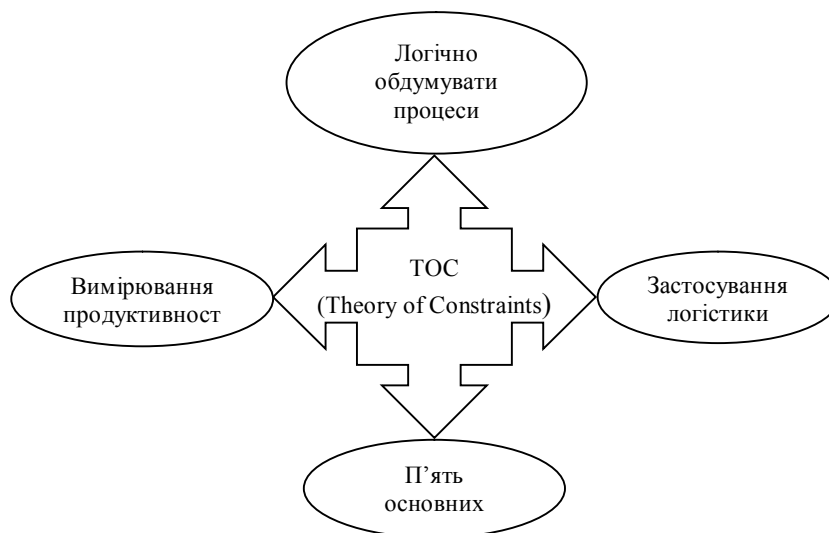 Логічно
обдумувати
процеси
Вимірювання
продуктивност
ТОС
(Theory of Constraints)
Застосування
логістики
П’ять
основних